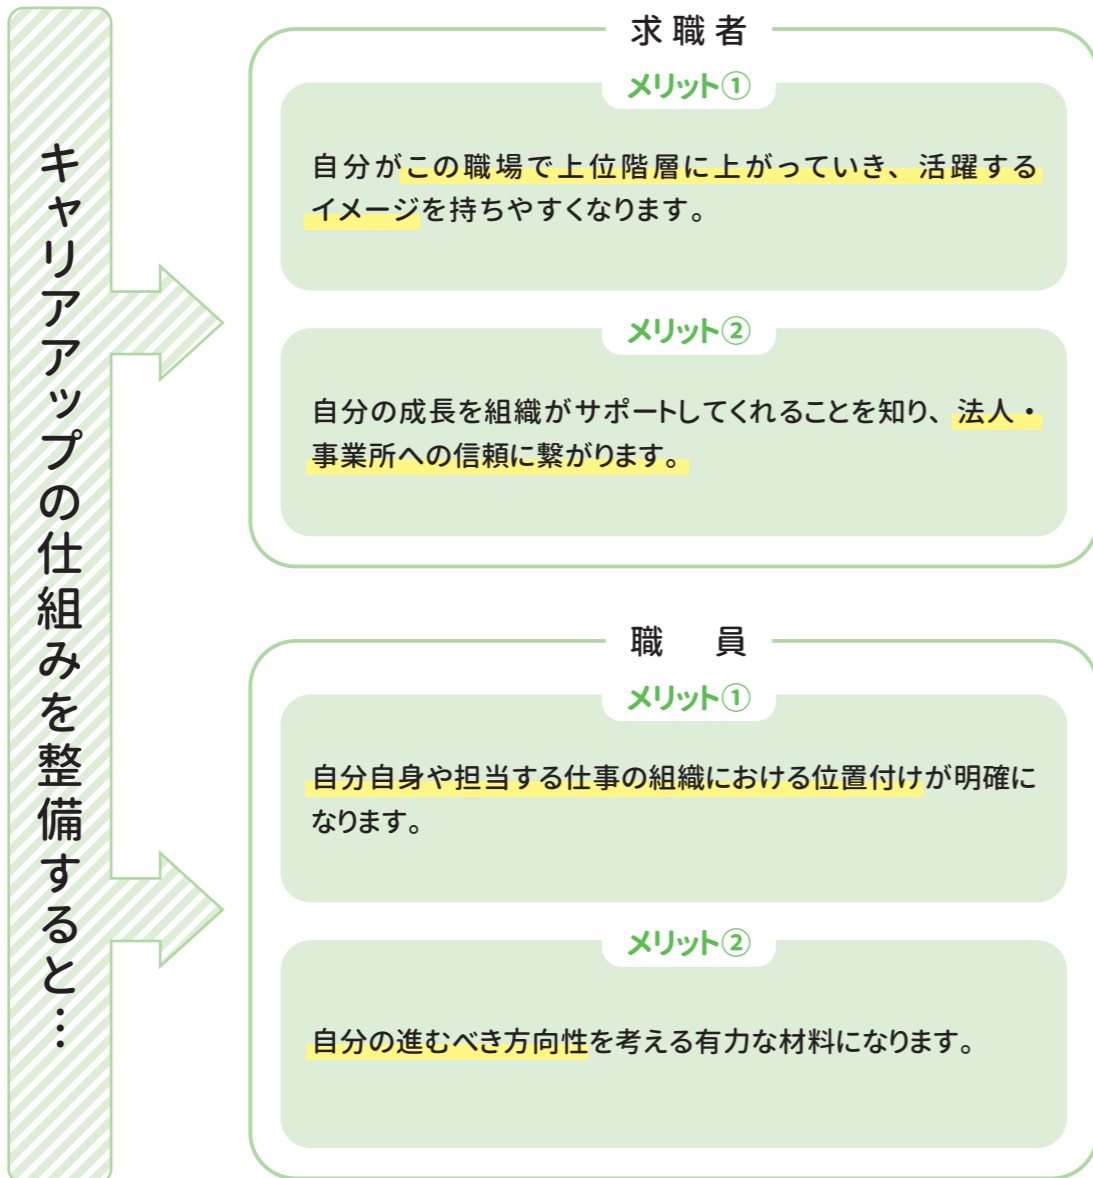 キャリアアップの仕組みを整備すると…
求職者
メリット①
自分がこの職場で上位階層に上がっていき、活躍する
イメージを持ちやすくなります。
メリット②
自分の成長を組織がサポートしてくれることを知り、法人・
事業所への信頼に繋がります。
職　員
メリット①
自分自身や担当する仕事の組織における位置付けが明確に
なります。
メリット②
自分の進むべき方向性を考える有力な材料になります。